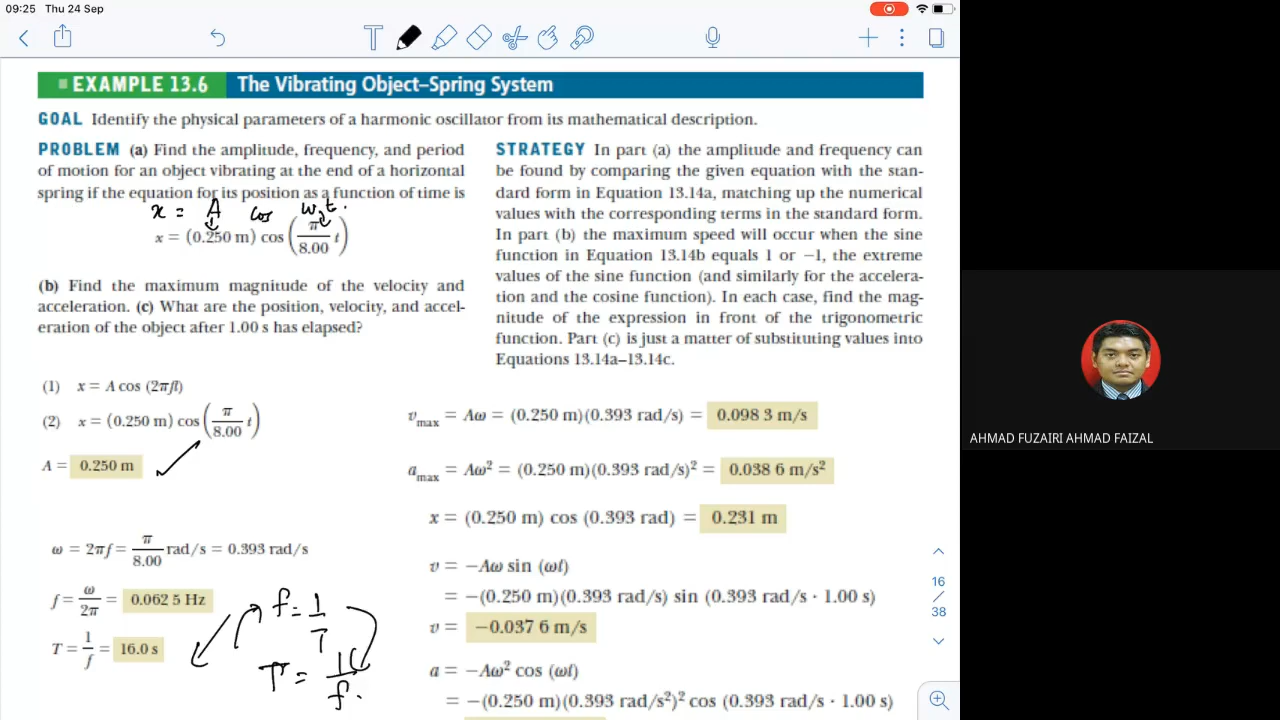 09:25 Thu 24 Sep
EXAMPLE 13.6 The Vibrating Object–Spring System
GOAL Identify the physical parameters of a harmonic oscillator from its mathematical description.
PROBLEM (a) Find the amplitude, frequency, and period
of motion for an object vibrating at the end of a horizontal
spring if the equation for its position as a function of time is
x = A cos ω t.
x = (0.250 m) cos (π/8.00 t)
(b) Find the maximum magnitude of the velocity and
acceleration. (c) What are the position, velocity, and accel-
eration of the object after 1.00 s has elapsed?
STRATEGY In part (a) the amplitude and frequency can
be found by comparing the given equation with the stan-
dard form in Equation 13.14a, matching up the numerical
values with the corresponding terms in the standard form.
In part (b) the maximum speed will occur when the sine
function in Equation 13.14b equals 1 or −1, the extreme
values of the sine function (and similarly for the accelera-
tion and the cosine function). In each case, find the mag-
nitude of the expression in front of the trigonometric
function. Part (c) is just a matter of substituting values into
Equations 13.14a–13.14c.
(1) x = A cos (2πft)
(2) x = (0.250 m) cos (π/8.00 t)
A = 0.250 m
ω = 2πf = π/8.00 rad/s = 0.393 rad/s
f = ω/2π = 0.062 5 Hz
T = 1/f = 16.0 s
f = 1/T
T = 1/f.
vmax = Aω = (0.250 m)(0.393 rad/s) = 0.098 3 m/s
amax = Aω² = (0.250 m)(0.393 rad/s)² = 0.038 6 m/s²
x = (0.250 m) cos (0.393 rad) = 0.231 m
v = −Aω sin (ωt)
= −(0.250 m)(0.393 rad/s) sin (0.393 rad/s · 1.00 s)
v = −0.037 6 m/s
a = −Aω² cos (ωt)
= −(0.250 m)(0.393 rad/s²)² cos (0.393 rad/s · 1.00 s)
16
/
38
AHMAD FUZAIRI AHMAD FAIZAL